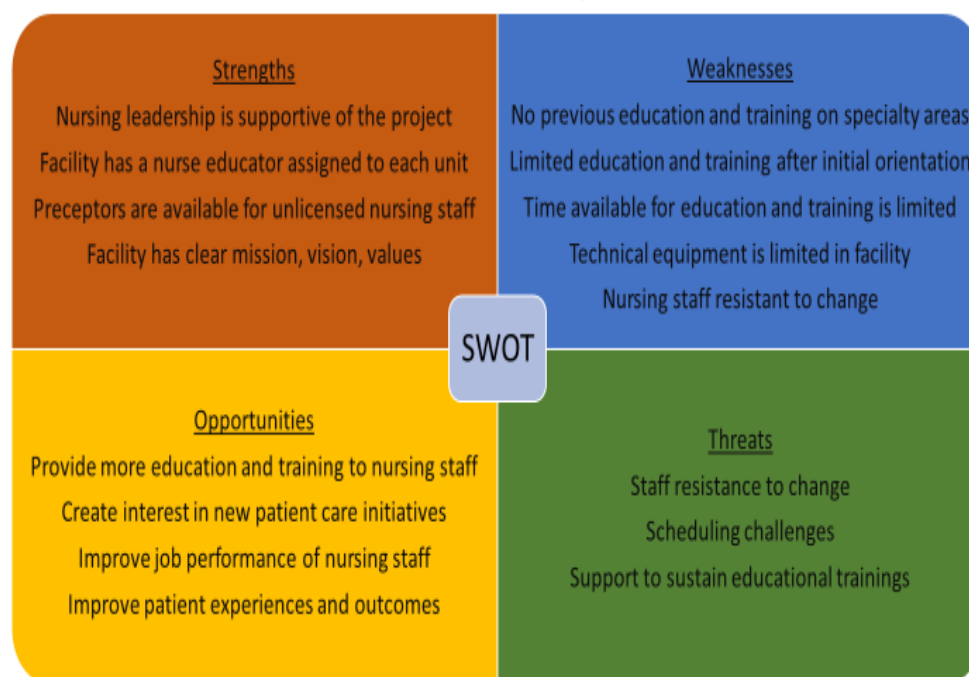 Strengths
Nursing leadership is supportive of the project
Facility has a nurse educator assigned to each unit
Preceptors are available for unlicensed nursing staff
Facility has clear mission, vision, values
Weaknesses
No previous education and training on specialty areas
Limited education and training after initial orientation
Time available for education and training is limited
Technical equipment is limited in facility
Nursing staff resistant to change
SWOT
Opportunities
Provide more education and training to nursing staff
Create interest in new patient care initiatives
Improve job performance of nursing staff
Improve patient experiences and outcomes
Threats
Staff resistance to change
Scheduling challenges
Support to sustain educational trainings